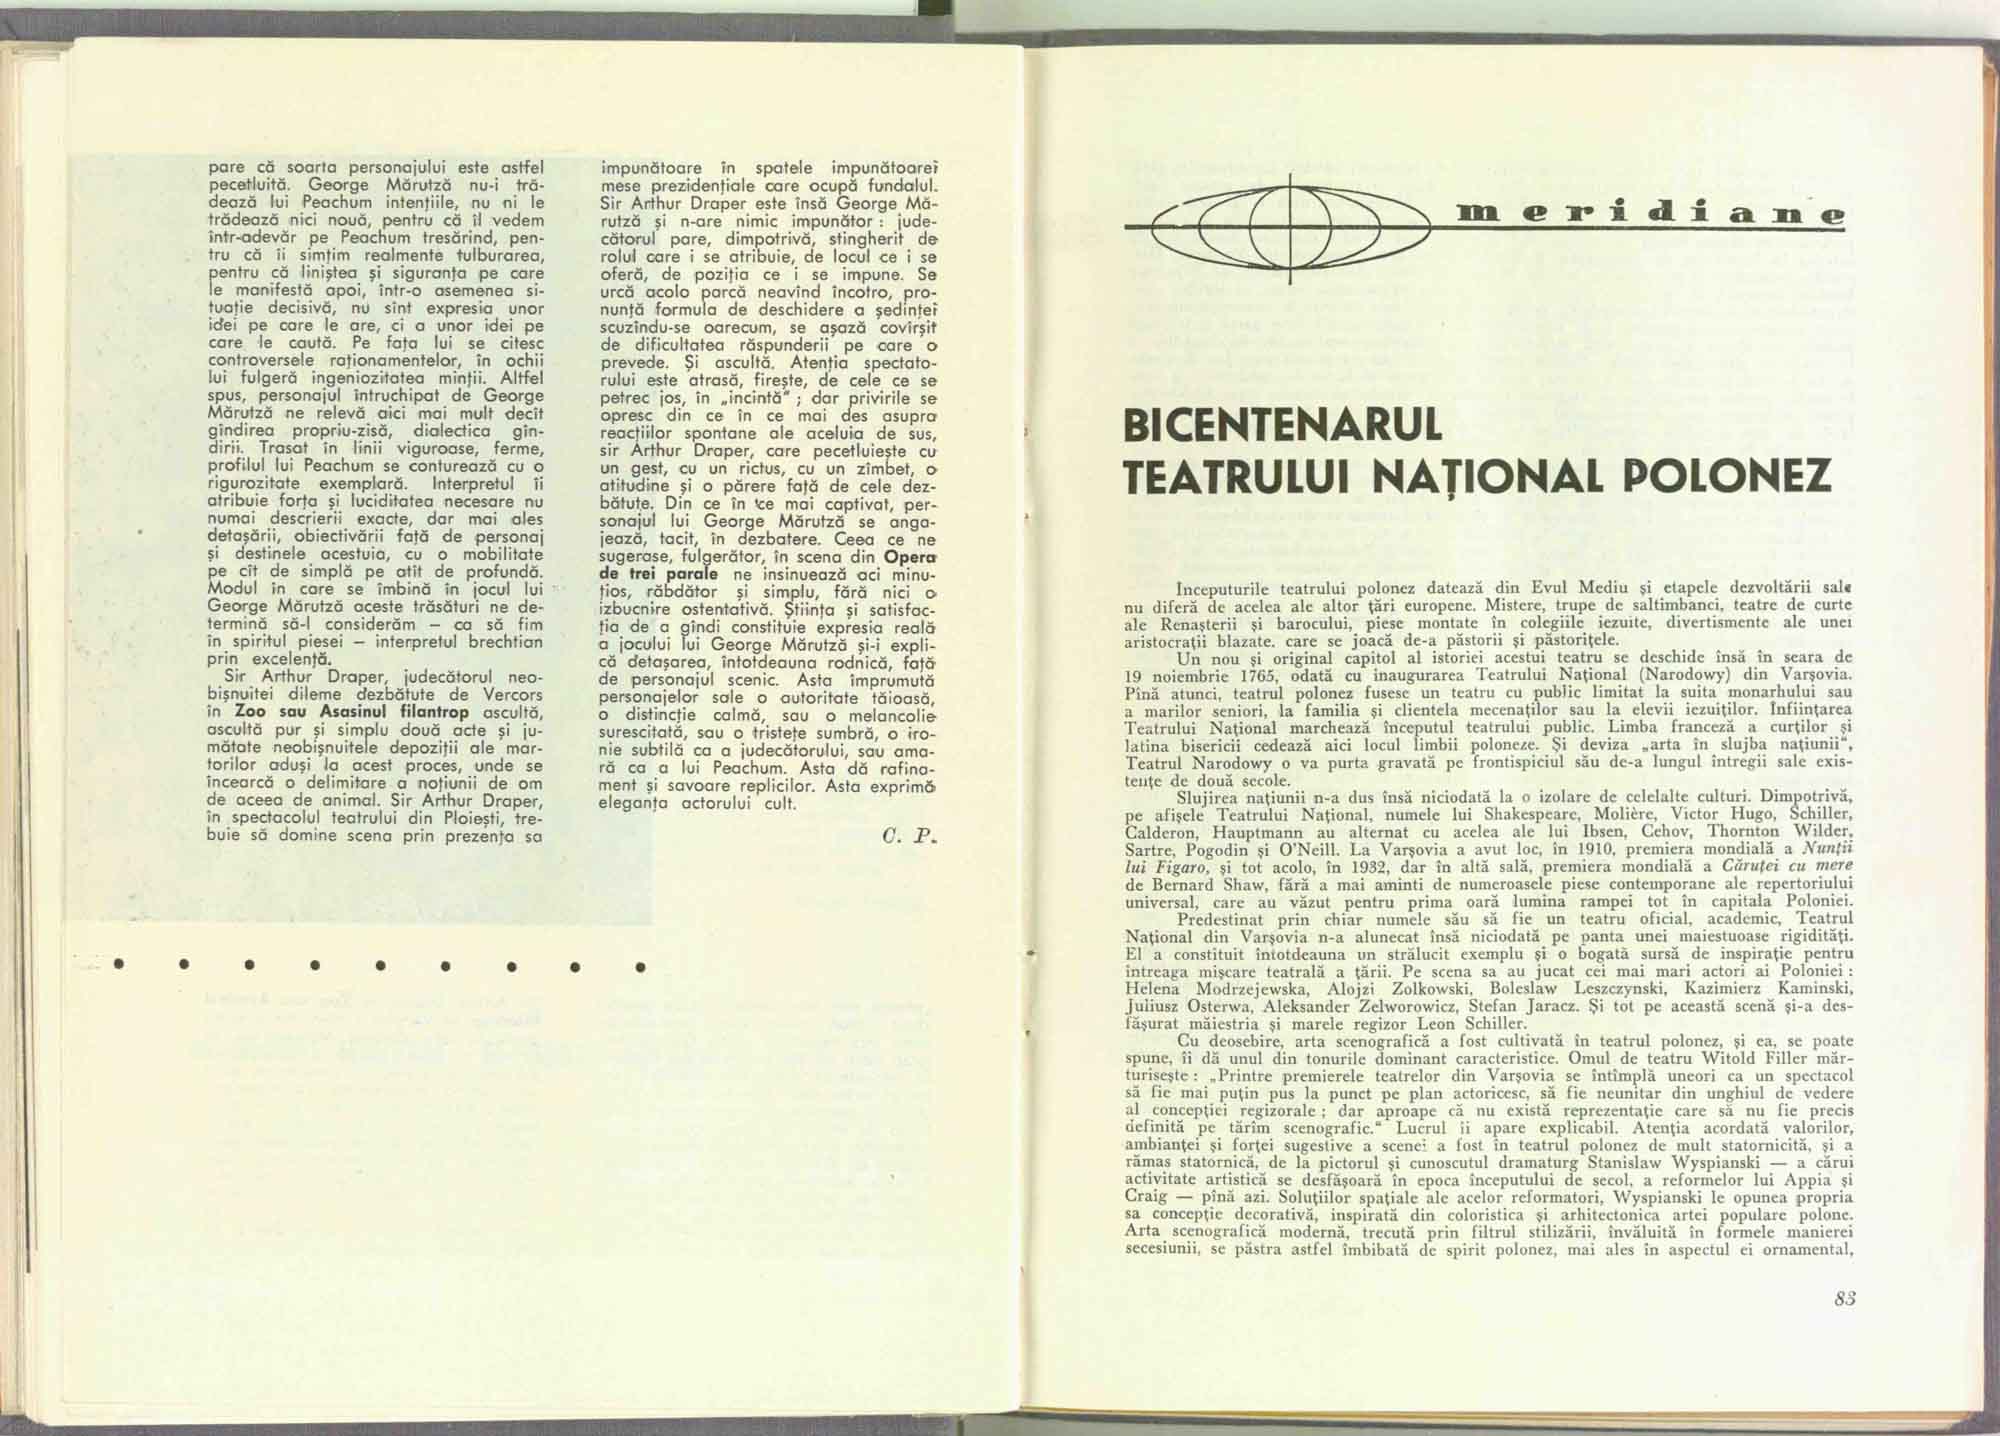 pare că soarta personajului este astfel
pecetluită. George Mărutză nu-i tră-
dează lui Peachum intențiile, nu ni le
trădează nici nouă, pentru că îl vedem
într-adevăr pe Peachum tresărind, pen-
tru că îi simțim realmente tulburarea,
pentru că liniștea și siguranța pe care
le manifestă apoi, într-o asemenea si-
tuație decisivă, nu sînt expresia unor
idei pe care le are, ci a unor idei pe
care le caută. Pe fața lui se citesc
controversele raționamentelor, în ochii
lui fulgeră ingeniozitatea minții. Altfel
spus, personajul întruchipat de George
Mărutză ne relevă aici mai mult decît
gîndirea propriu-zisă, dialectica gîn-
dirii. Trasat în linii viguroase, ferme,
profilul lui Peachum se conturează cu o
rigurozitate exemplară. Interpretul îi
atribuie forța și luciditatea necesare nu
numai descrierii exacte, dar mai ales
detașării, obiectivării față de personaj
și destinele acestuia, cu o mobilitate
pe cît de simplă pe atît de profundă.
Modul in care se îmbină în jocul lui
George Mărutză aceste trăsături ne de-
termină să-l considerăm — ca să fim
în spiritul piesei — interpretul brechtian
prin excelență.
Sir Arthur Draper, judecătorul neo-
bișnuitei dileme dezbătute de Vercors
în Zoo sau Asasinul filantrop ascultă,
ascultă pur și simplu două acte și ju-
mătate neobișnuitele depoziții ale mar-
torilor aduși la acest proces, unde se
încearcă o delimitare a noțiunii de om
de aceea de animal. Sir Arthur Draper,
în spectacolul teatrului din Ploiești, tre-
buie să domine scena prin prezența sa
impunătoare în spatele impunătoarei
mese prezidențiale care ocupă fundalul.
Sir Arthur Draper este însă George Mă-
rutză și n-are nimic impunător : jude-
cătorul pare, dimpotrivă, stingherit de
rolul care i se atribuie, de locul ce i se
oferă, de poziția ce i se impune. Se
urcă acolo parcă neavînd încotro, pro-
nunță formula de deschidere a ședinței
scuzîndu-se oarecum, se așază covîrșit
de dificultatea răspunderii pe care o
prevede. Și ascultă. Atenția spectato-
rului este atrasă, firește, de cele ce se
petrec jos, în „incintă" ; dar privirile se
opresc din ce în ce mai des asupra
reacțiilor spontane ale aceluia de sus,
sir Arthur Draper, care pecetluiește cu
un gest, cu un rictus, cu un zîmbet, o
atitudine și o părere față de cele dez-
bătute. Din ce în ce mai captivat, per-
sonajul lui George Mărutză se anga-
jează, tacit, în dezbatere. Ceea ce ne
sugerase, fulgerător, în scena din Opera
de trei parale ne insinuează aci minu-
țios, răbdător și simplu, fără nici o
izbucnire ostentativă. Știința și satisfac-
ția de a gîndi constituie expresia reală
a jocului lui George Mărutză și-i expli-
că detașarea, întotdeauna rodnică, față
de personajul scenic. Asta împrumută
personajelor sale o autoritate tăioasă,
o distincție calmă, sau o melancolie
surescitată, sau o tristețe sumbră, o iro-
nie subtilă ca a judecătorului, sau ama-
ră ca a lui Peachum. Asta dă rafina-
ment și savoare replicilor. Asta exprimă
eleganța actorului cult.
C. P.
meridiane
BICENTENARUL
TEATRULUI NAȚIONAL POLONEZ
Inceputurile teatrului polonez datează din Evul Mediu și etapele dezvoltării sale
nu diferă de acelea ale altor țări europene. Mistere, trupe de saltimbanci, teatre de curte
ale Renașterii și barocului, piese montate în colegiile iezuite, divertismente ale unei
aristocrații blazate. care se joacă de-a păstorii și păstorițele.
Un nou și original capitol al istoriei acestui teatru se deschide însă în seara de
19 noiembrie 1765, odată cu inaugurarea Teatrului Național (Narodowy) din Varșovia.
Pînă atunci, teatrul polonez fusese un teatru cu public limitat la suita monarhului sau
a marilor seniori, la familia și clientela mecenaților sau la elevii iezuiților. Înființarea
Teatrului Național marchează începutul teatrului public. Limba franceză a curților și
latina bisericii cedează aici locul limbii poloneze. Și deviza „arta în slujba națiunii",
Teatrul Narodowy o va purta gravată pe frontispiciul său de-a lungul întregii sale exis-
tențe de două secole.
Slujirea națiunii n-a dus însă niciodată la o izolare de celelalte culturi. Dimpotrivă,
pe afișele Teatrului Național, numele lui Shakespeare, Molière, Victor Hugo, Schiller,
Calderon, Hauptmann au alternat cu acelea ale lui Ibsen, Cehov, Thornton Wilder,
Sartre, Pogodin și O'Neill. La Varșovia a avut loc, în 1910, premiera mondială a Nunții
lui Figaro, și tot acolo, în 1932, dar în altă sală, premiera mondială a Căruței cu mere
de Bernard Shaw, fără a mai aminti de numeroasele piese contemporane ale repertoriului
universal, care au văzut pentru prima oară lumina rampei tot în capitala Poloniei.
Predestinat prin chiar numele său să fie un teatru oficial, academic, Teatrul
Național din Varșovia n-a alunecat însă niciodată pe panta unei maiestuoase rigidități.
El a constituit întotdeauna un strălucit exemplu și o bogată sursă de inspirație pentru
întreaga mișcare teatrală a țării. Pe scena sa au jucat cei mai mari actori ai Poloniei :
Helena Modrzejewska, Alojzi Zolkowski, Boleslaw Leszczynski, Kazimierz Kaminski,
Juliusz Osterwa, Aleksander Zelworowicz, Stefan Jaracz. Și tot pe această scenă și-a des-
fășurat măiestria și marele regizor Leon Schiller.
Cu deosebire, arta scenografică a fost cultivată în teatrul polonez, și ea, se poate
spune, îi dă unul din tonurile dominant caracteristice. Omul de teatru Witold Filler măr-
turisește : „Printre premierele teatrelor din Varșovia se întîmplă uneori ca un spectacol
să fie mai puțin pus la punct pe plan actoricesc, să fie neunitar din unghiul de vedere
al concepției regizorale ; dar aproape că nu există reprezentație care să nu fie precis
definită pe tărîm scenografic." Lucrul îi apare explicabil. Atenția acordată valorilor,
ambianței și forței sugestive a scenei a fost în teatrul polonez de mult statornicită, și a
rămas statornică, de la pictorul și cunoscutul dramaturg Stanislaw Wyspianski — a cărui
activitate artistică se desfășoară în epoca începutului de secol, a reformelor lui Appia și
Craig — pînă azi. Soluțiilor spațiale ale acelor reformatori, Wyspianski le opunea propria
sa concepție decorativă, inspirată din coloristica și arhitectonica artei populare polone.
Arta scenografică modernă, trecută prin filtrul stilizării, învăluită în formele manierei
secesiunii, se păstra astfel îmbibată de spirit polonez, mai ales în aspectul ei ornamental,
83